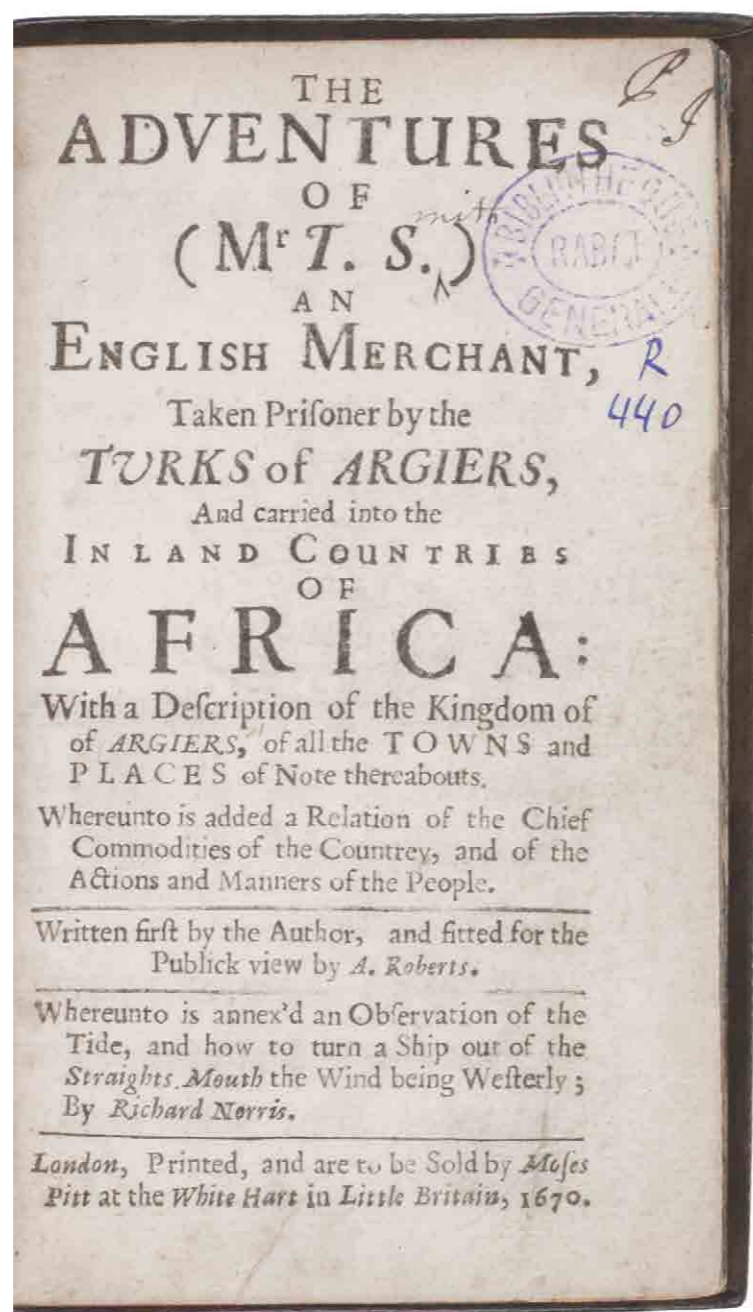 THE
ADVENTURES
OF
(Mr T. S.)
mith
AN
ENGLISH MERCHANT,
Taken Priſoner by the
TURKS of ARGIERS,
And carried into the
INLAND COUNTRIES
OF
AFRICA:
With a Deſcription of the Kingdom of
of ARGIERS, of all the TOWNS and
PLACES of Note thereabouts.
Whereunto is added a Relation of the Chief
Commodities of the Countrey, and of the
Actions and Manners of the People.
Written firſt by the Author, and fitted for the
Publick view by A. Roberts.
Whereunto is annex'd an Obſervation of the
Tide, and how to turn a Ship out of the
Straights Mouth the Wind being Weſterly;
By Richard Norris.
London, Printed, and are to be Sold by Moſes
Pitt at the White Hart in Little Britain, 1670.
BIBLIOTHEQUE
RABAT
GENERALE
R
440